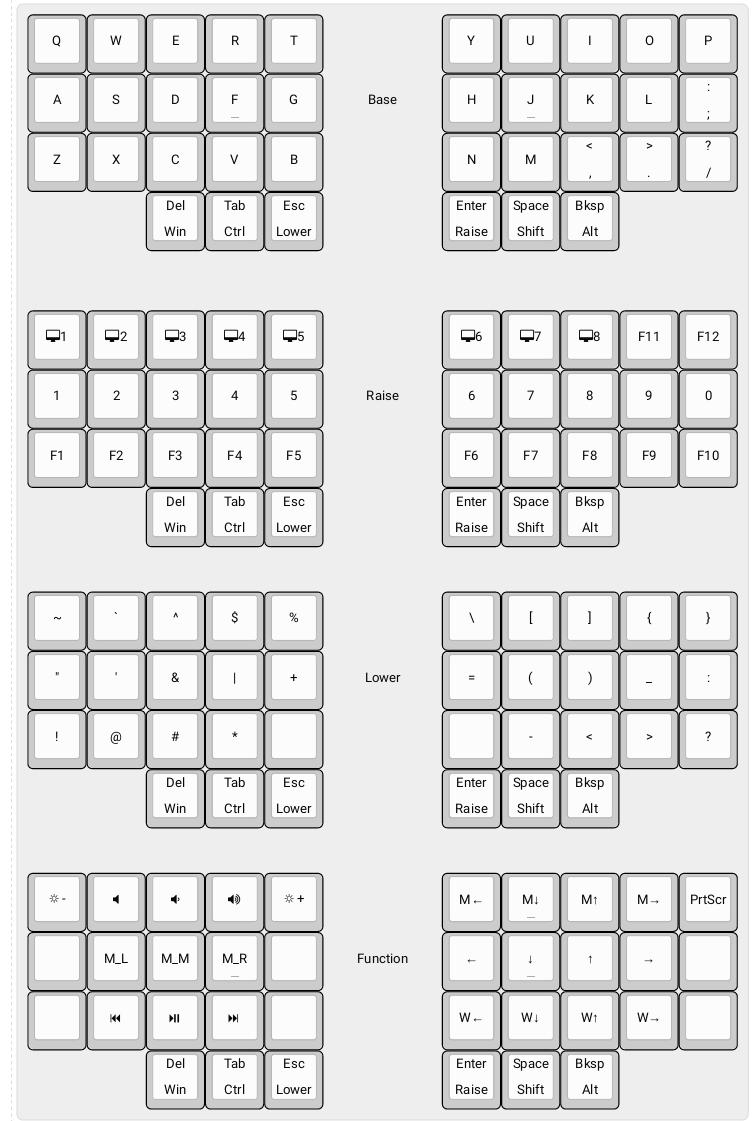 Q W E R T Y U I O P
A S D F G Base H J K L : ;
Z X C V B N M < , > . ? /
Del Tab Esc Enter Space Bksp
Win Ctrl Lower Raise Shift Alt
1 2 3 4 5 6 7 8 F11 F12
1 2 3 4 5 Raise 6 7 8 9 0
F1 F2 F3 F4 F5 F6 F7 F8 F9 F10
Del Tab Esc Enter Space Bksp
Win Ctrl Lower Raise Shift Alt
~ ` ^ $ % \ [ ] { }
" ' & | + Lower = ( ) _ :
! @ # * - < > ?
Del Tab Esc Enter Space Bksp
Win Ctrl Lower Raise Shift Alt
☼ - ☼ + M← M↓ M↑ M→ PrtScr
M_L M_M M_R Function ← ↓ ↑ →
⏮ ⏯ ⏭ W← W↓ W↑ W→
Del Tab Esc Enter Space Bksp
Win Ctrl Lower Raise Shift Alt